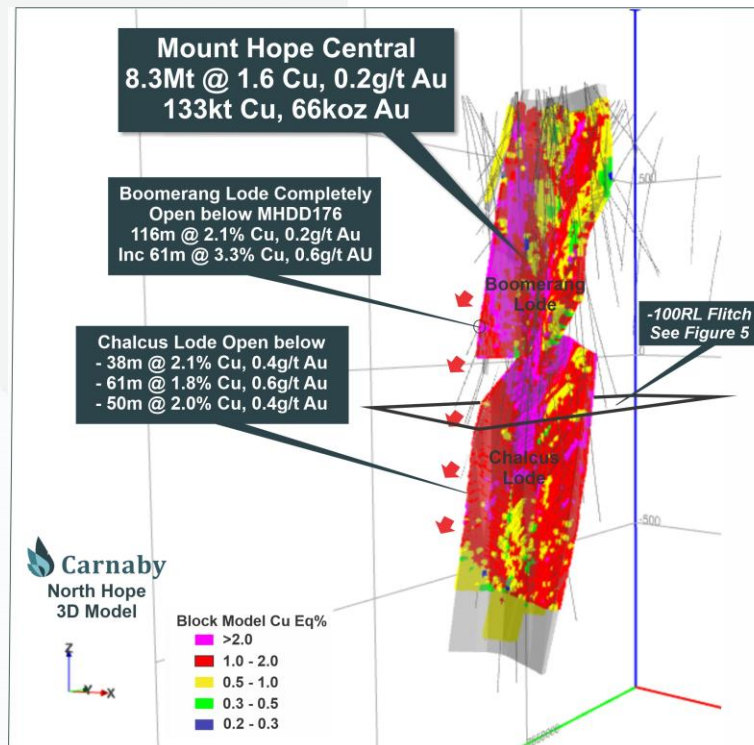 Mount Hope Central
8.3Mt @ 1.6 Cu, 0.2g/t Au
133kt Cu, 66koz Au
Boomerang Lode Completely
Open below MHDD176
116m @ 2.1% Cu, 0.2g/t Au
Inc 61m @ 3.3% Cu, 0.6g/t AU
500
Boomerang
Lode
-100RL Flitch
See Figure 5
0
Chalcus Lode Open below
- 38m @ 2.1% Cu, 0.4g/t Au
- 61m @ 1.8% Cu, 0.6g/t Au
- 50m @ 2.0% Cu, 0.4g/t Au
Chalcus
Lode
-500
Carnaby
North Hope
3D Model
Block Model Cu Eq%
>2.0
1.0 - 2.0
0.5 - 1.0
0.3 - 0.5
0.2 - 0.3
Z
Y
X